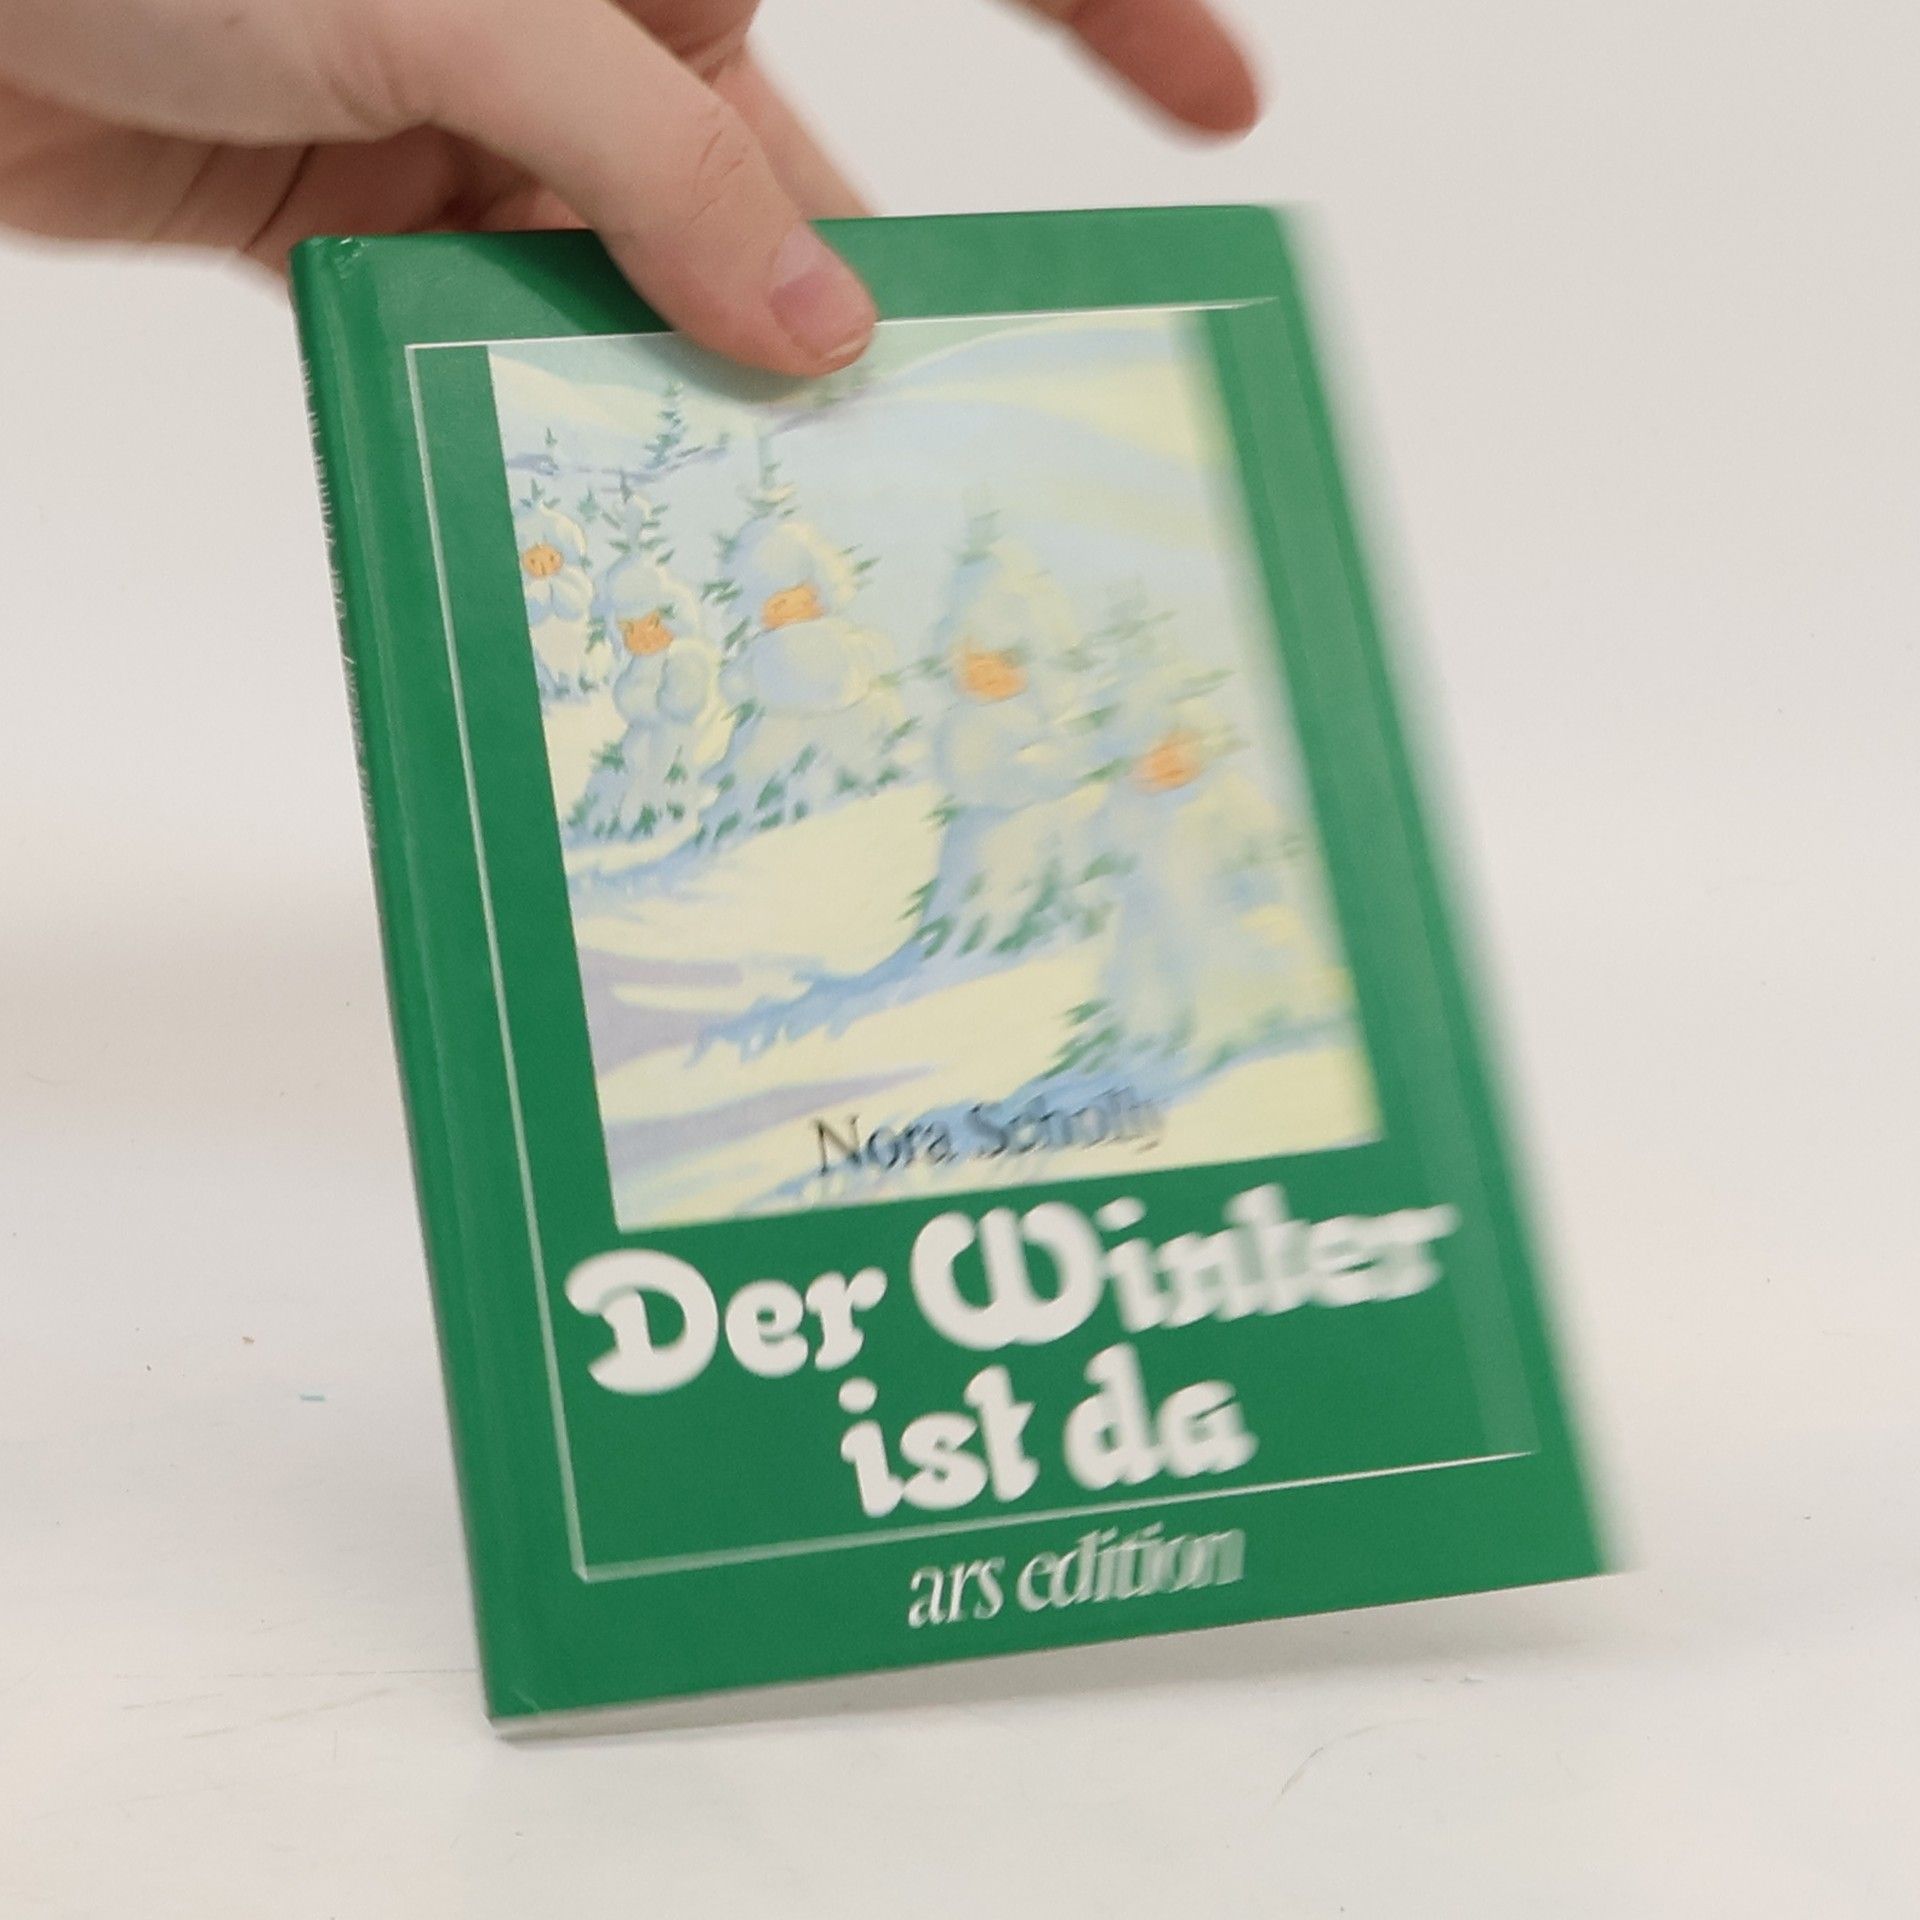 Nora Scholly
Der Winter
ist da
ars edition